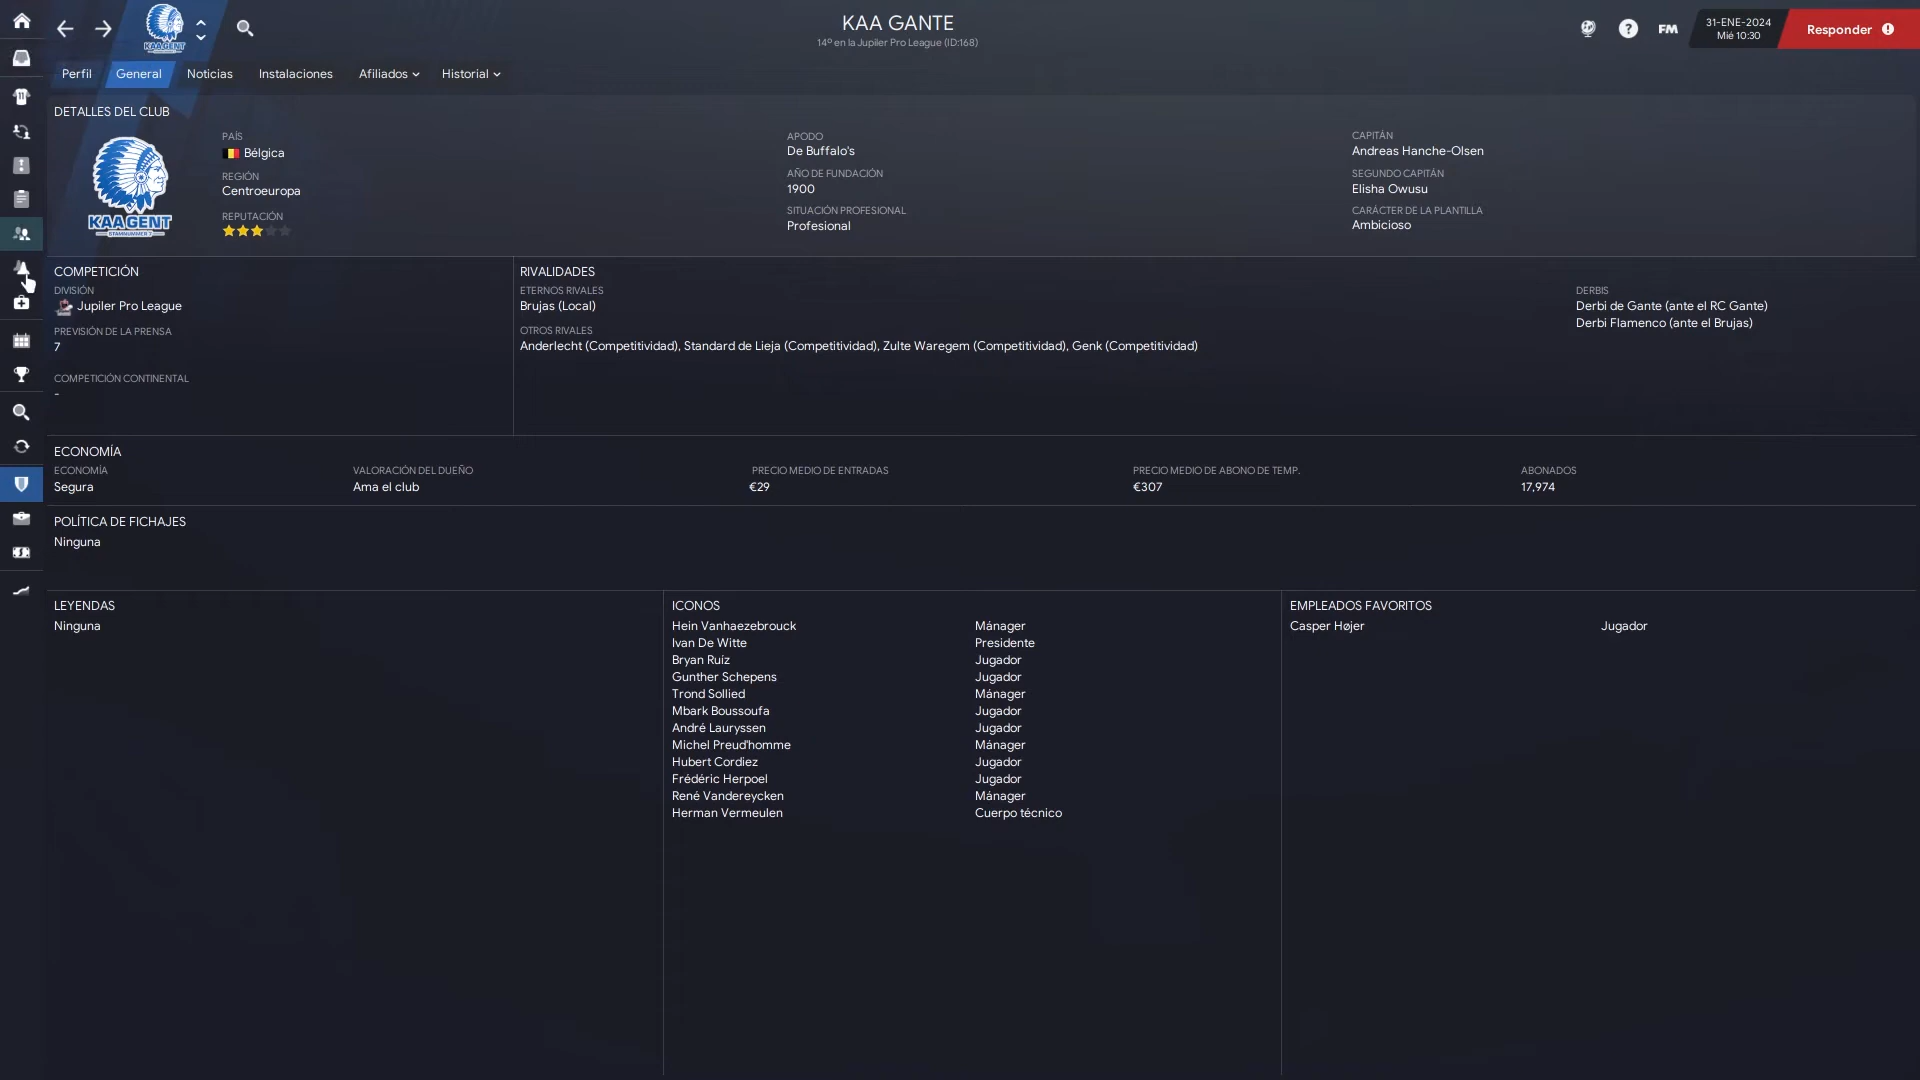 KAA GENT
KAA GANTE
14º en la Jupiler Pro League (ID:168)
FM
31-ENE-2024
Mié 10:30
Responder
Perfil
General
Noticias
Instalaciones
Afiliados
Historial
DETALLES DEL CLUB
KAA GENT
STAMNUMMER 7
PAÍS
Bélgica
REGIÓN
Centroeuropa
REPUTACIÓN
APODO
De Buffalo's
AÑO DE FUNDACIÓN
1900
SITUACIÓN PROFESIONAL
Profesional
CAPITÁN
Andreas Hanche-Olsen
SEGUNDO CAPITÁN
Elisha Owusu
CARÁCTER DE LA PLANTILLA
Ambicioso
COMPETICIÓN
DIVISIÓN
Jupiler Pro League
PREVISIÓN DE LA PRENSA
7
COMPETICIÓN CONTINENTAL
-
RIVALIDADES
ETERNOS RIVALES
Brujas (Local)
OTROS RIVALES
Anderlecht (Competitividad), Standard de Lieja (Competitividad), Zulte Waregem (Competitividad), Genk (Competitividad)
DERBIS
Derbi de Gante (ante el RC Gante)
Derbi Flamenco (ante el Brujas)
ECONOMÍA
ECONOMÍA
Segura
VALORACIÓN DEL DUEÑO
Ama el club
PRECIO MEDIO DE ENTRADAS
€29
PRECIO MEDIO DE ABONO DE TEMP.
€307
ABONADOS
17,974
POLÍTICA DE FICHAJES
Ninguna
LEYENDAS
Ninguna
ICONOS
Hein Vanhaezebrouck Mánager
Ivan De Witte Presidente
Bryan Ruíz Jugador
Gunther Schepens Jugador
Trond Sollied Mánager
Mbark Boussoufa Jugador
André Lauryssen Jugador
Michel Preud'homme Mánager
Hubert Cordiez Jugador
Frédéric Herpoel Jugador
René Vandereycken Mánager
Herman Vermeulen Cuerpo técnico
EMPLEADOS FAVORITOS
Casper Højer Jugador